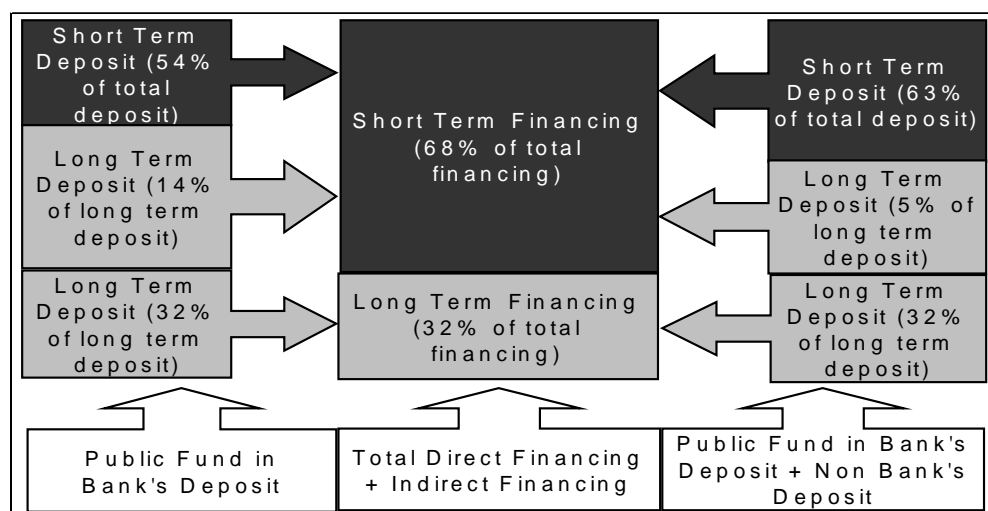 Short Term
Deposit (54%
of total
deposit)
Long Term
Deposit (14%
of long term
deposit)
Long Term
Deposit (32%
of long term
deposit)
Short Term Financing
(68% of total
financing)
Long Term Financing
(32% of total
financing)
Short Term
Deposit (63%
of total deposit)
Long Term
Deposit (5% of
long term
deposit)
Long Term
Deposit (32%
of long term
deposit)
Public Fund in
Bank's Deposit
Total Direct Financing
+ Indirect Financing
Public Fund in Bank's
Deposit + Non Bank's
Deposit